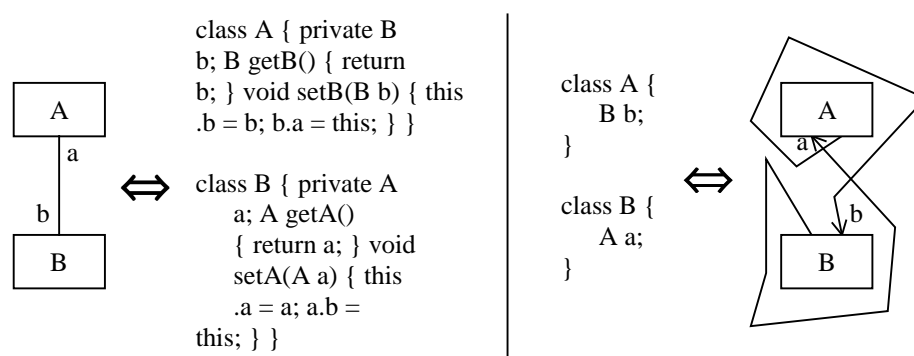 A
a
b
B
class A { private B
b; B getB() { return
b; } void setB(B b) { this
.b = b; b.a = this; } }
class B { private A
a; A getA()
{ return a; } void
setA(A a) { this
.a = a; a.b =
this; } }
class A {
B b;
}
class B {
A a;
}
A
a
b
B